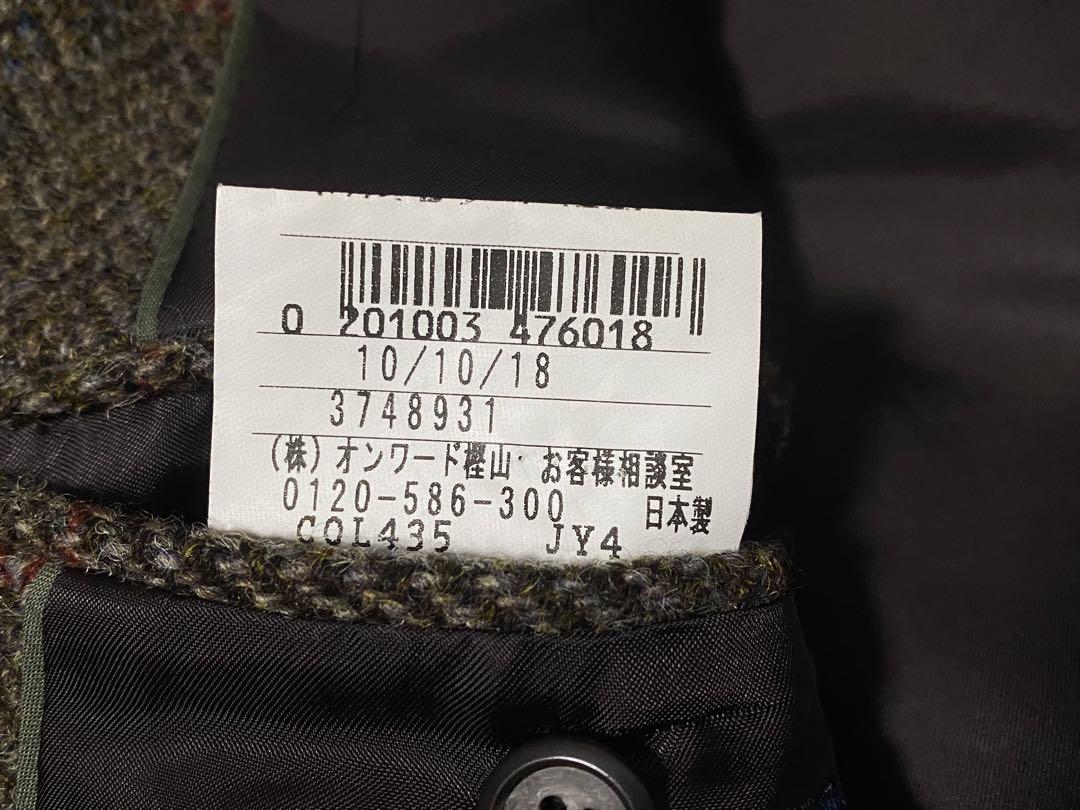 0 201003 476018
10/10/18
3748931
(株)オンワード樫山・お客様相談室
0120-586-300 日本製
COL435 JY4